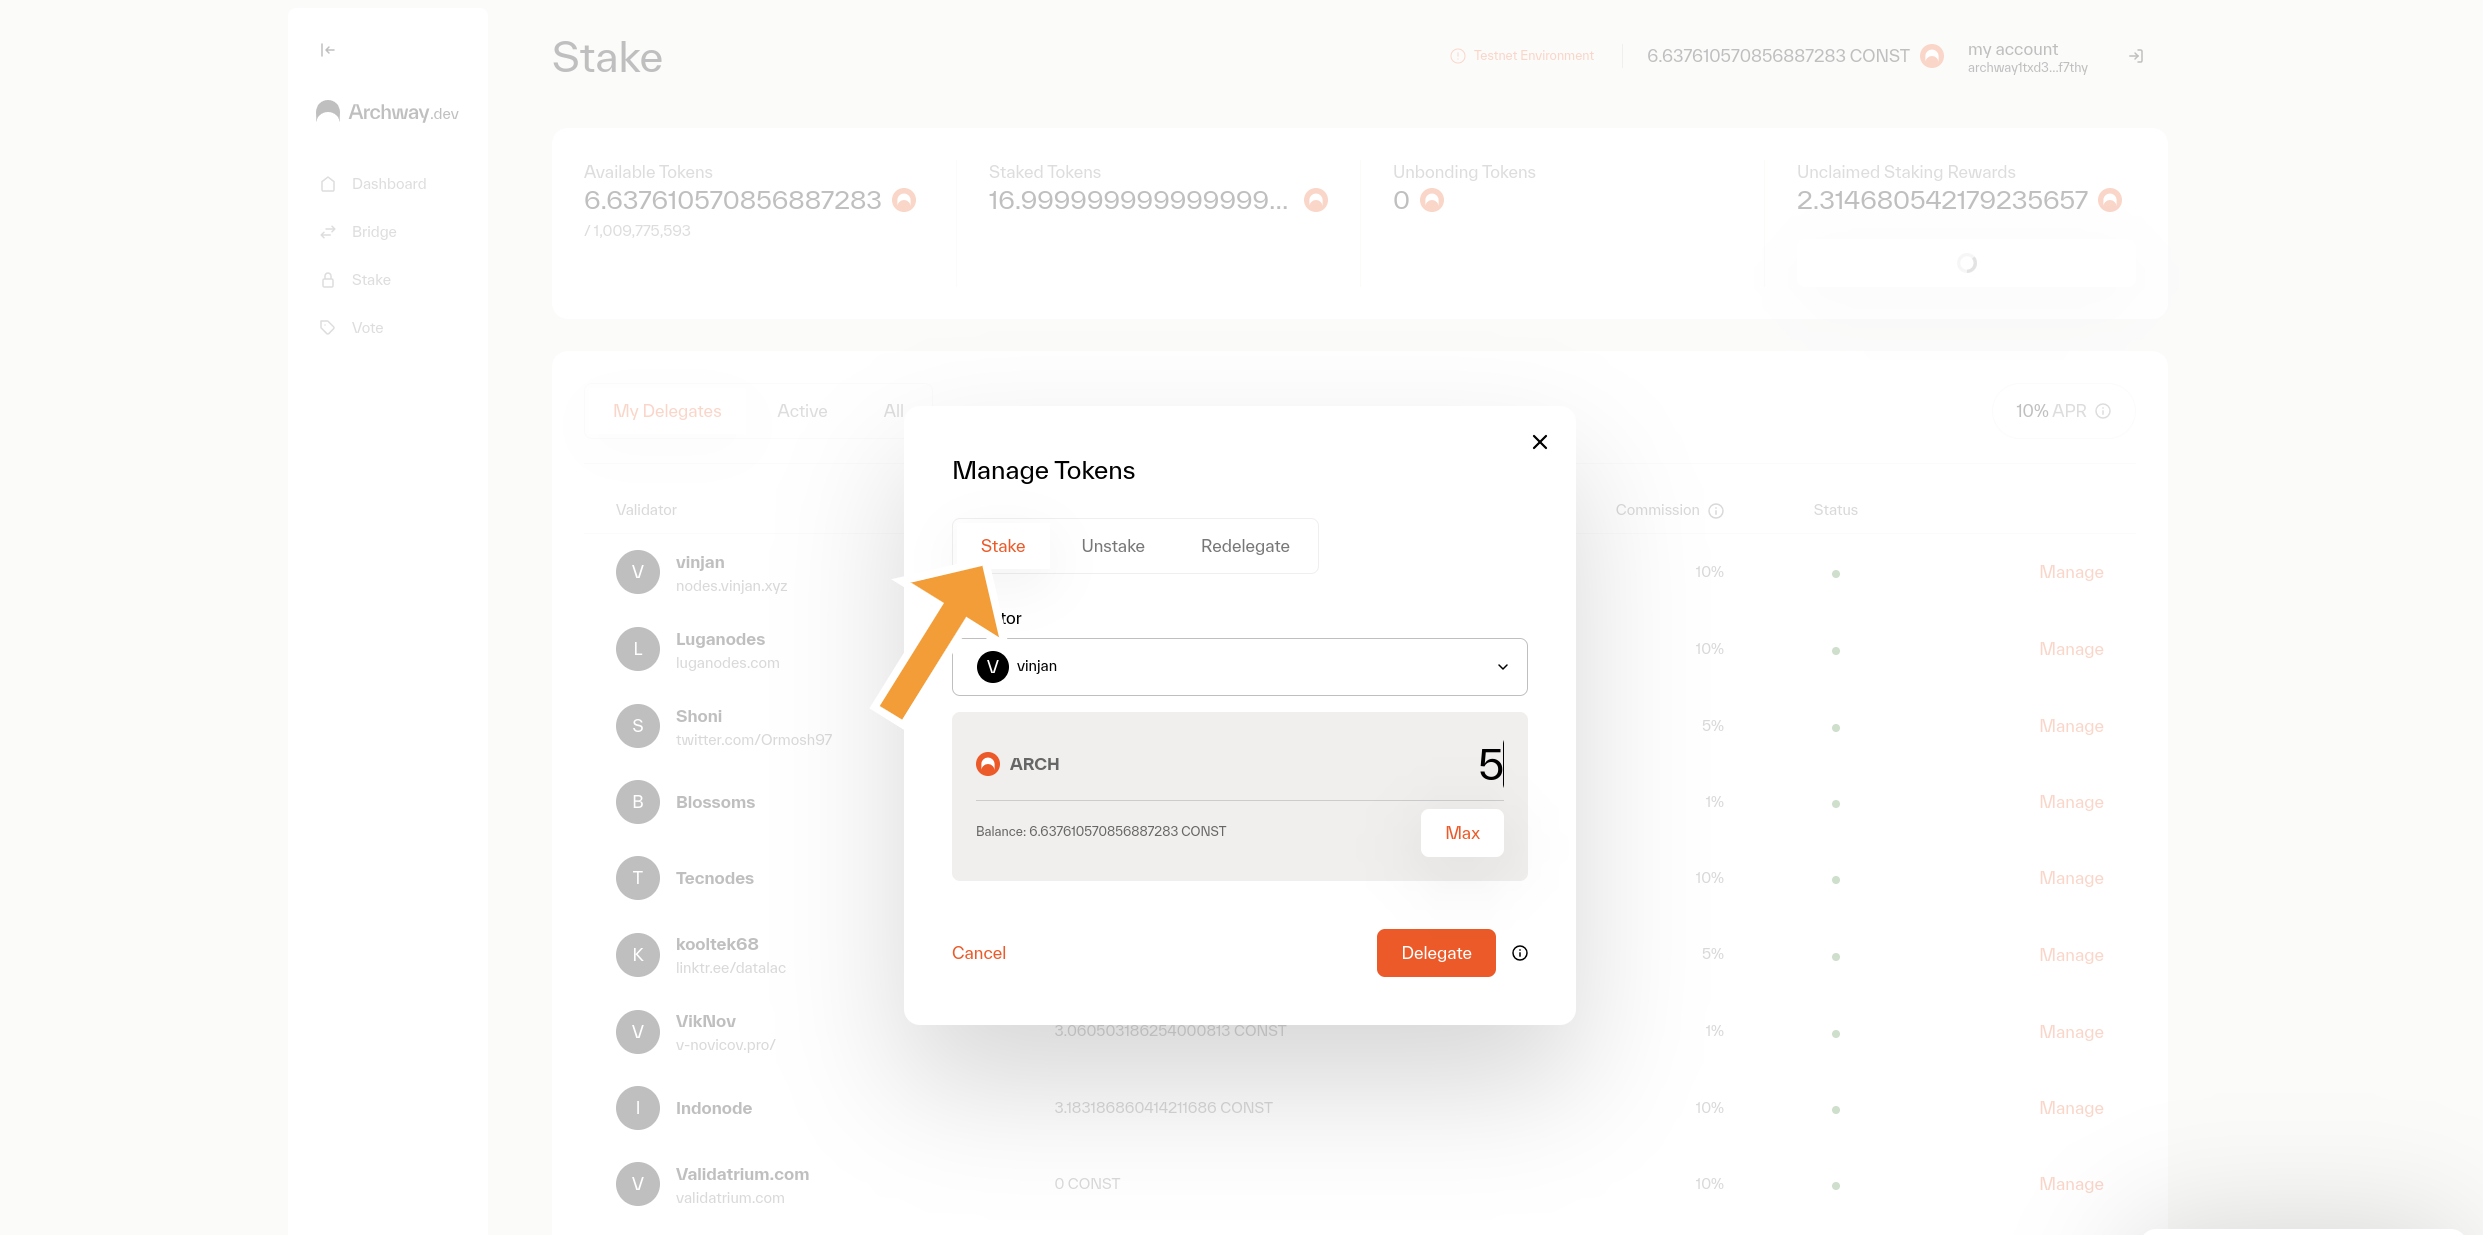 Stake
Testnet Environment
6.637610570856887283 CONST
my account
archway1txd3...f7thy
Archway.dev
Dashboard
Bridge
Stake
Vote
Available Tokens
6.637610570856887283
/ 1,009,775,593
Staked Tokens
16.999999999999999...
Unbonding Tokens
0
Unclaimed Staking Rewards
2.314680542179235657
My Delegates
Active
All
10% APR
Validator
Commission
Status
V
vinjan
nodes.vinjan.xyz
10%
Manage
L
Luganodes
luganodes.com
10%
Manage
S
Shoni
twitter.com/Ormosh97
5%
Manage
B
Blossoms
1%
Manage
T
Tecnodes
10%
Manage
K
kooltek68
linktr.ee/datalac
5%
Manage
V
VikNov
v-novicov.pro/
3.060503186254000813 CONST
1%
Manage
I
Indonode
3.183186860414211686 CONST
10%
Manage
V
Validatrium.com
validatrium.com
0 CONST
10%
Manage
Manage Tokens
Stake
Unstake
Redelegate
tor
V
vinjan
ARCH
5
Balance: 6.637610570856887283 CONST
Max
Cancel
Delegate